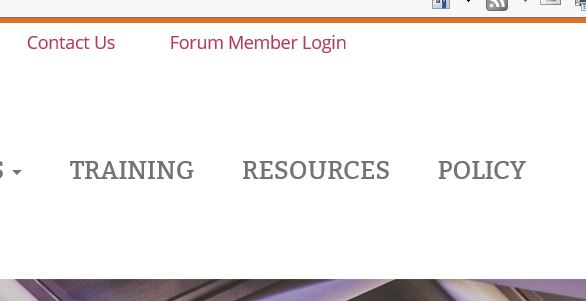 Contact Us Forum Member Login
S TRAINING RESOURCES POLICY